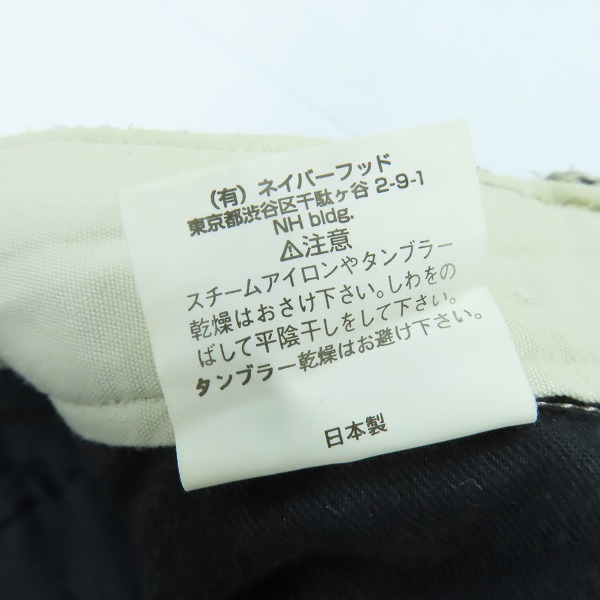 (有) ネイバーフッド
東京都渋谷区千駄ヶ谷 2-9-1
NH bldg.
⚠注意
スチームアイロンやタンブラー
乾燥はおさけ下さい。しわをの
ばして平陰干しをして下さい。
タンブラー乾燥はお避け下さい。
日本製